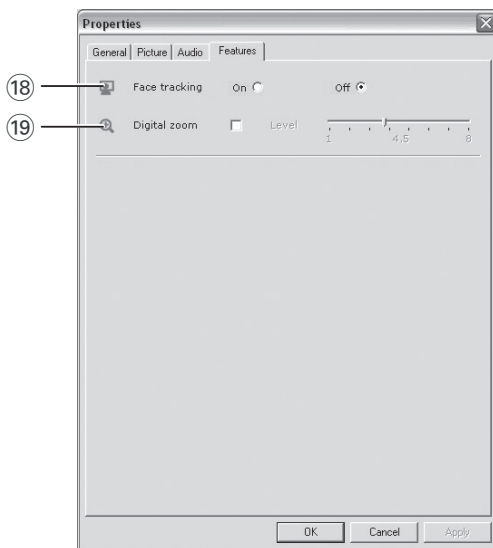 Properties
General Picture Audio Features
18 Face tracking On Off
19 Digital zoom Level
1 4.5 8
OK Cancel Apply